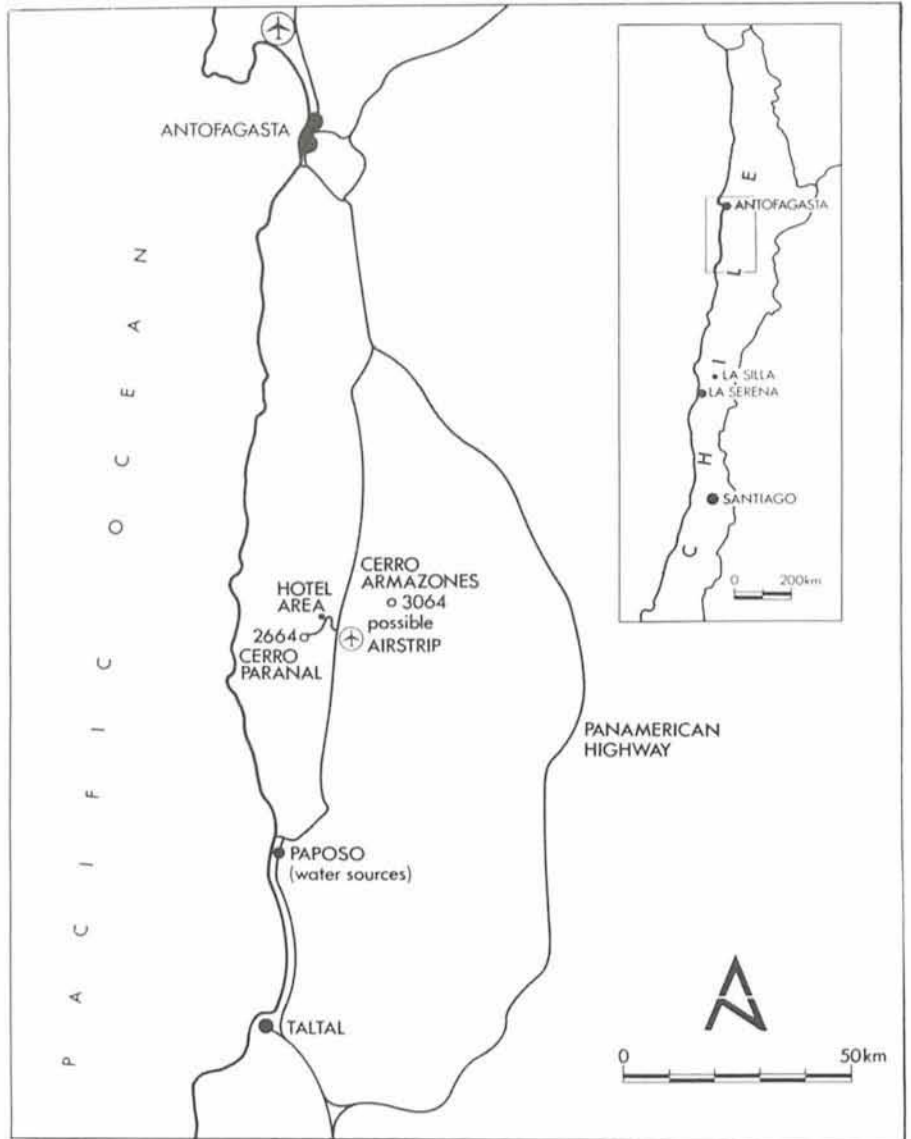 ANTOFAGASTA
PACIFIC OCEAN
HOTEL
AREA
2664
CERRO
PARANAL
CERRO
ARMAZONES
3064
possible
AIRSTRIP
PANAMERICAN
HIGHWAY
PAPOSO
(water sources)
TALTAL
0 50km
CHILE
ANTOFAGASTA
LA SILLA
LA SERENA
SANTIAGO
0 200km
N